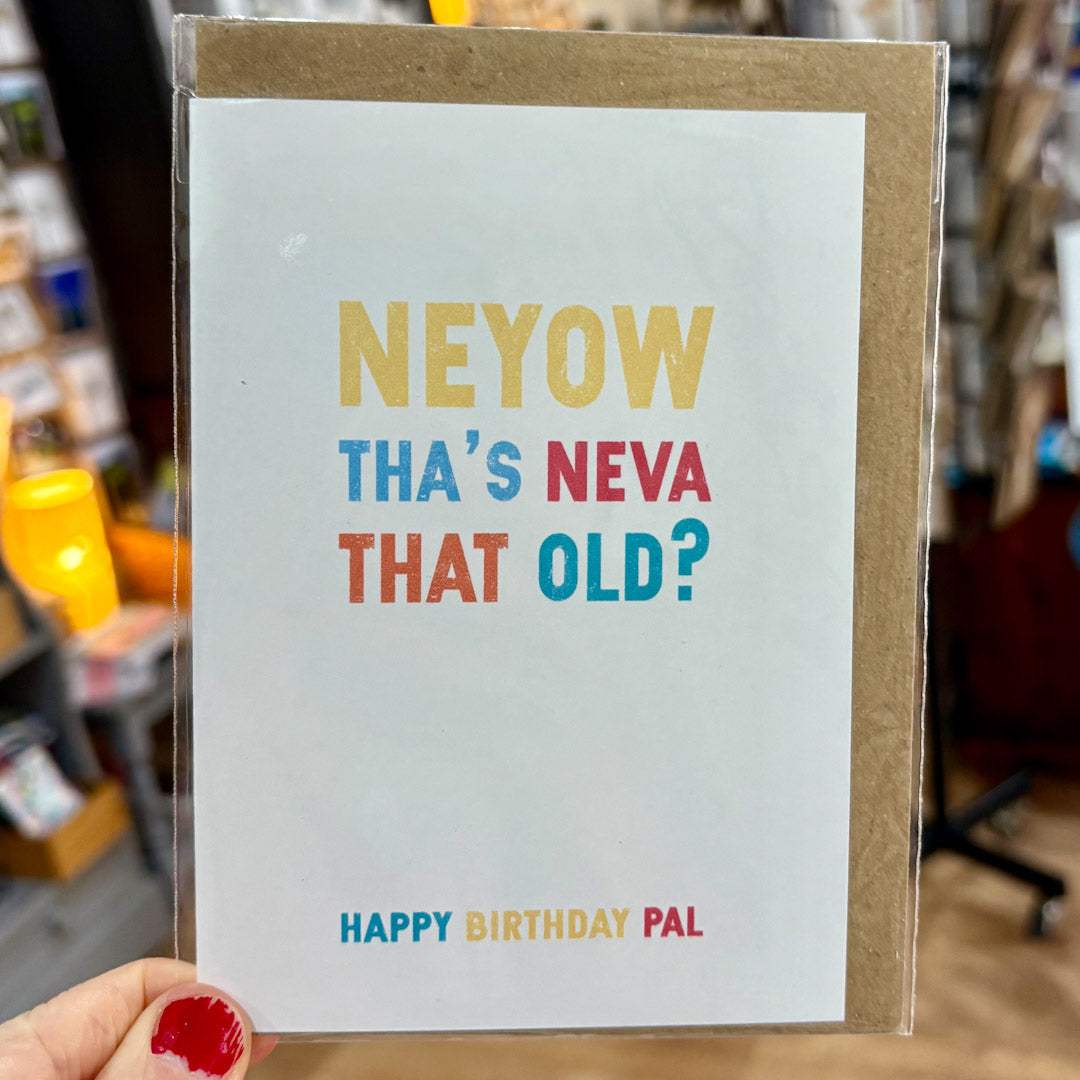 NEYOW
THA'S NEVA
THAT OLD?
HAPPY BIRTHDAY PAL